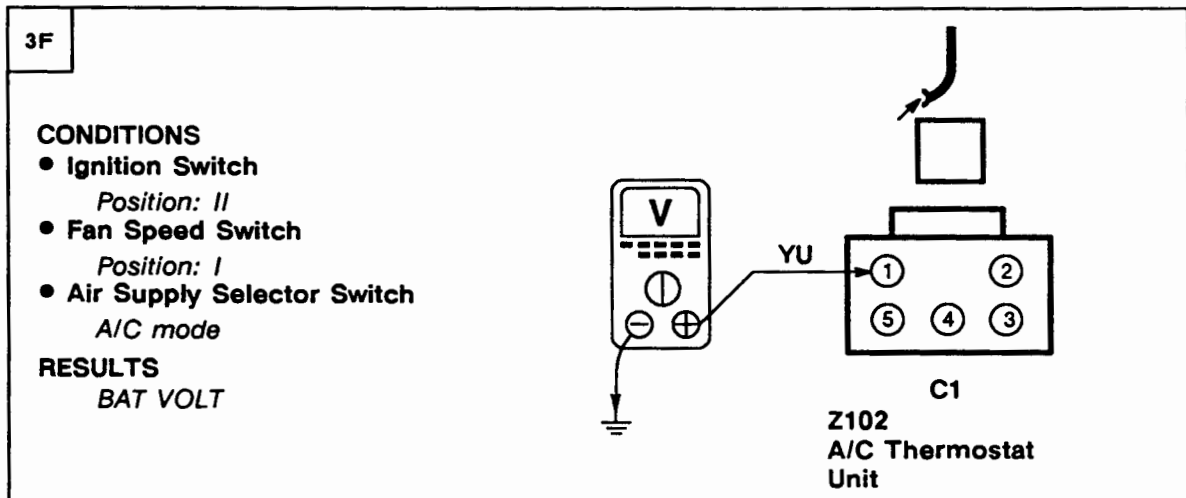 3F
CONDITIONS
● Ignition Switch
Position: II
● Fan Speed Switch
Position: I
● Air Supply Selector Switch
A/C mode
RESULTS
BAT VOLT
V
YU
1
2
5
4
3
C1
Z102
A/C Thermostat
Unit